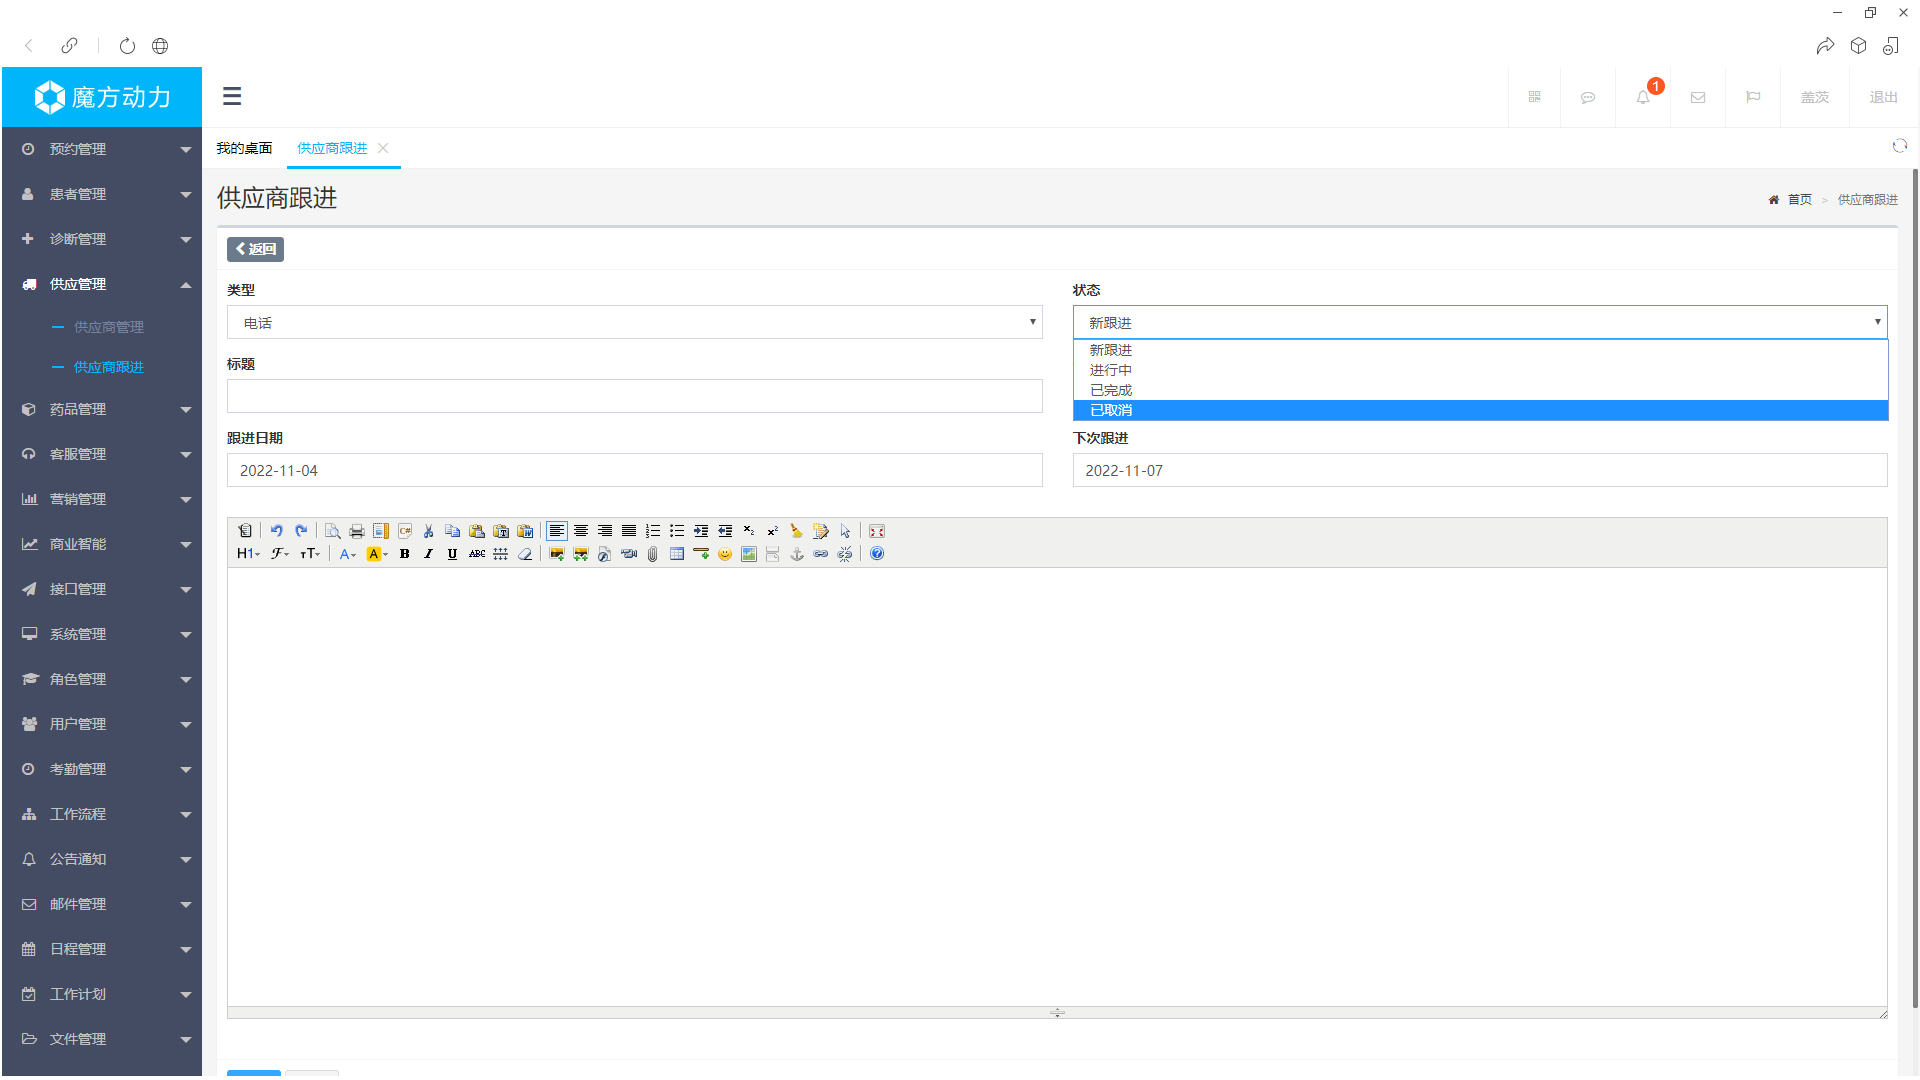 魔方动力
1
盖茨
退出
预约管理
患者管理
诊断管理
供应管理
供应商管理
供应商跟进
药品管理
客服管理
营销管理
商业智能
接口管理
系统管理
角色管理
用户管理
考勤管理
工作流程
公告通知
邮件管理
日程管理
工作计划
文件管理
我的桌面
供应商跟进
供应商跟进
首页 > 供应商跟进
返回
类型
电话
状态
新跟进
新跟进
进行中
已完成
已取消
标题
跟进日期
2022-11-04
下次跟进
2022-11-07